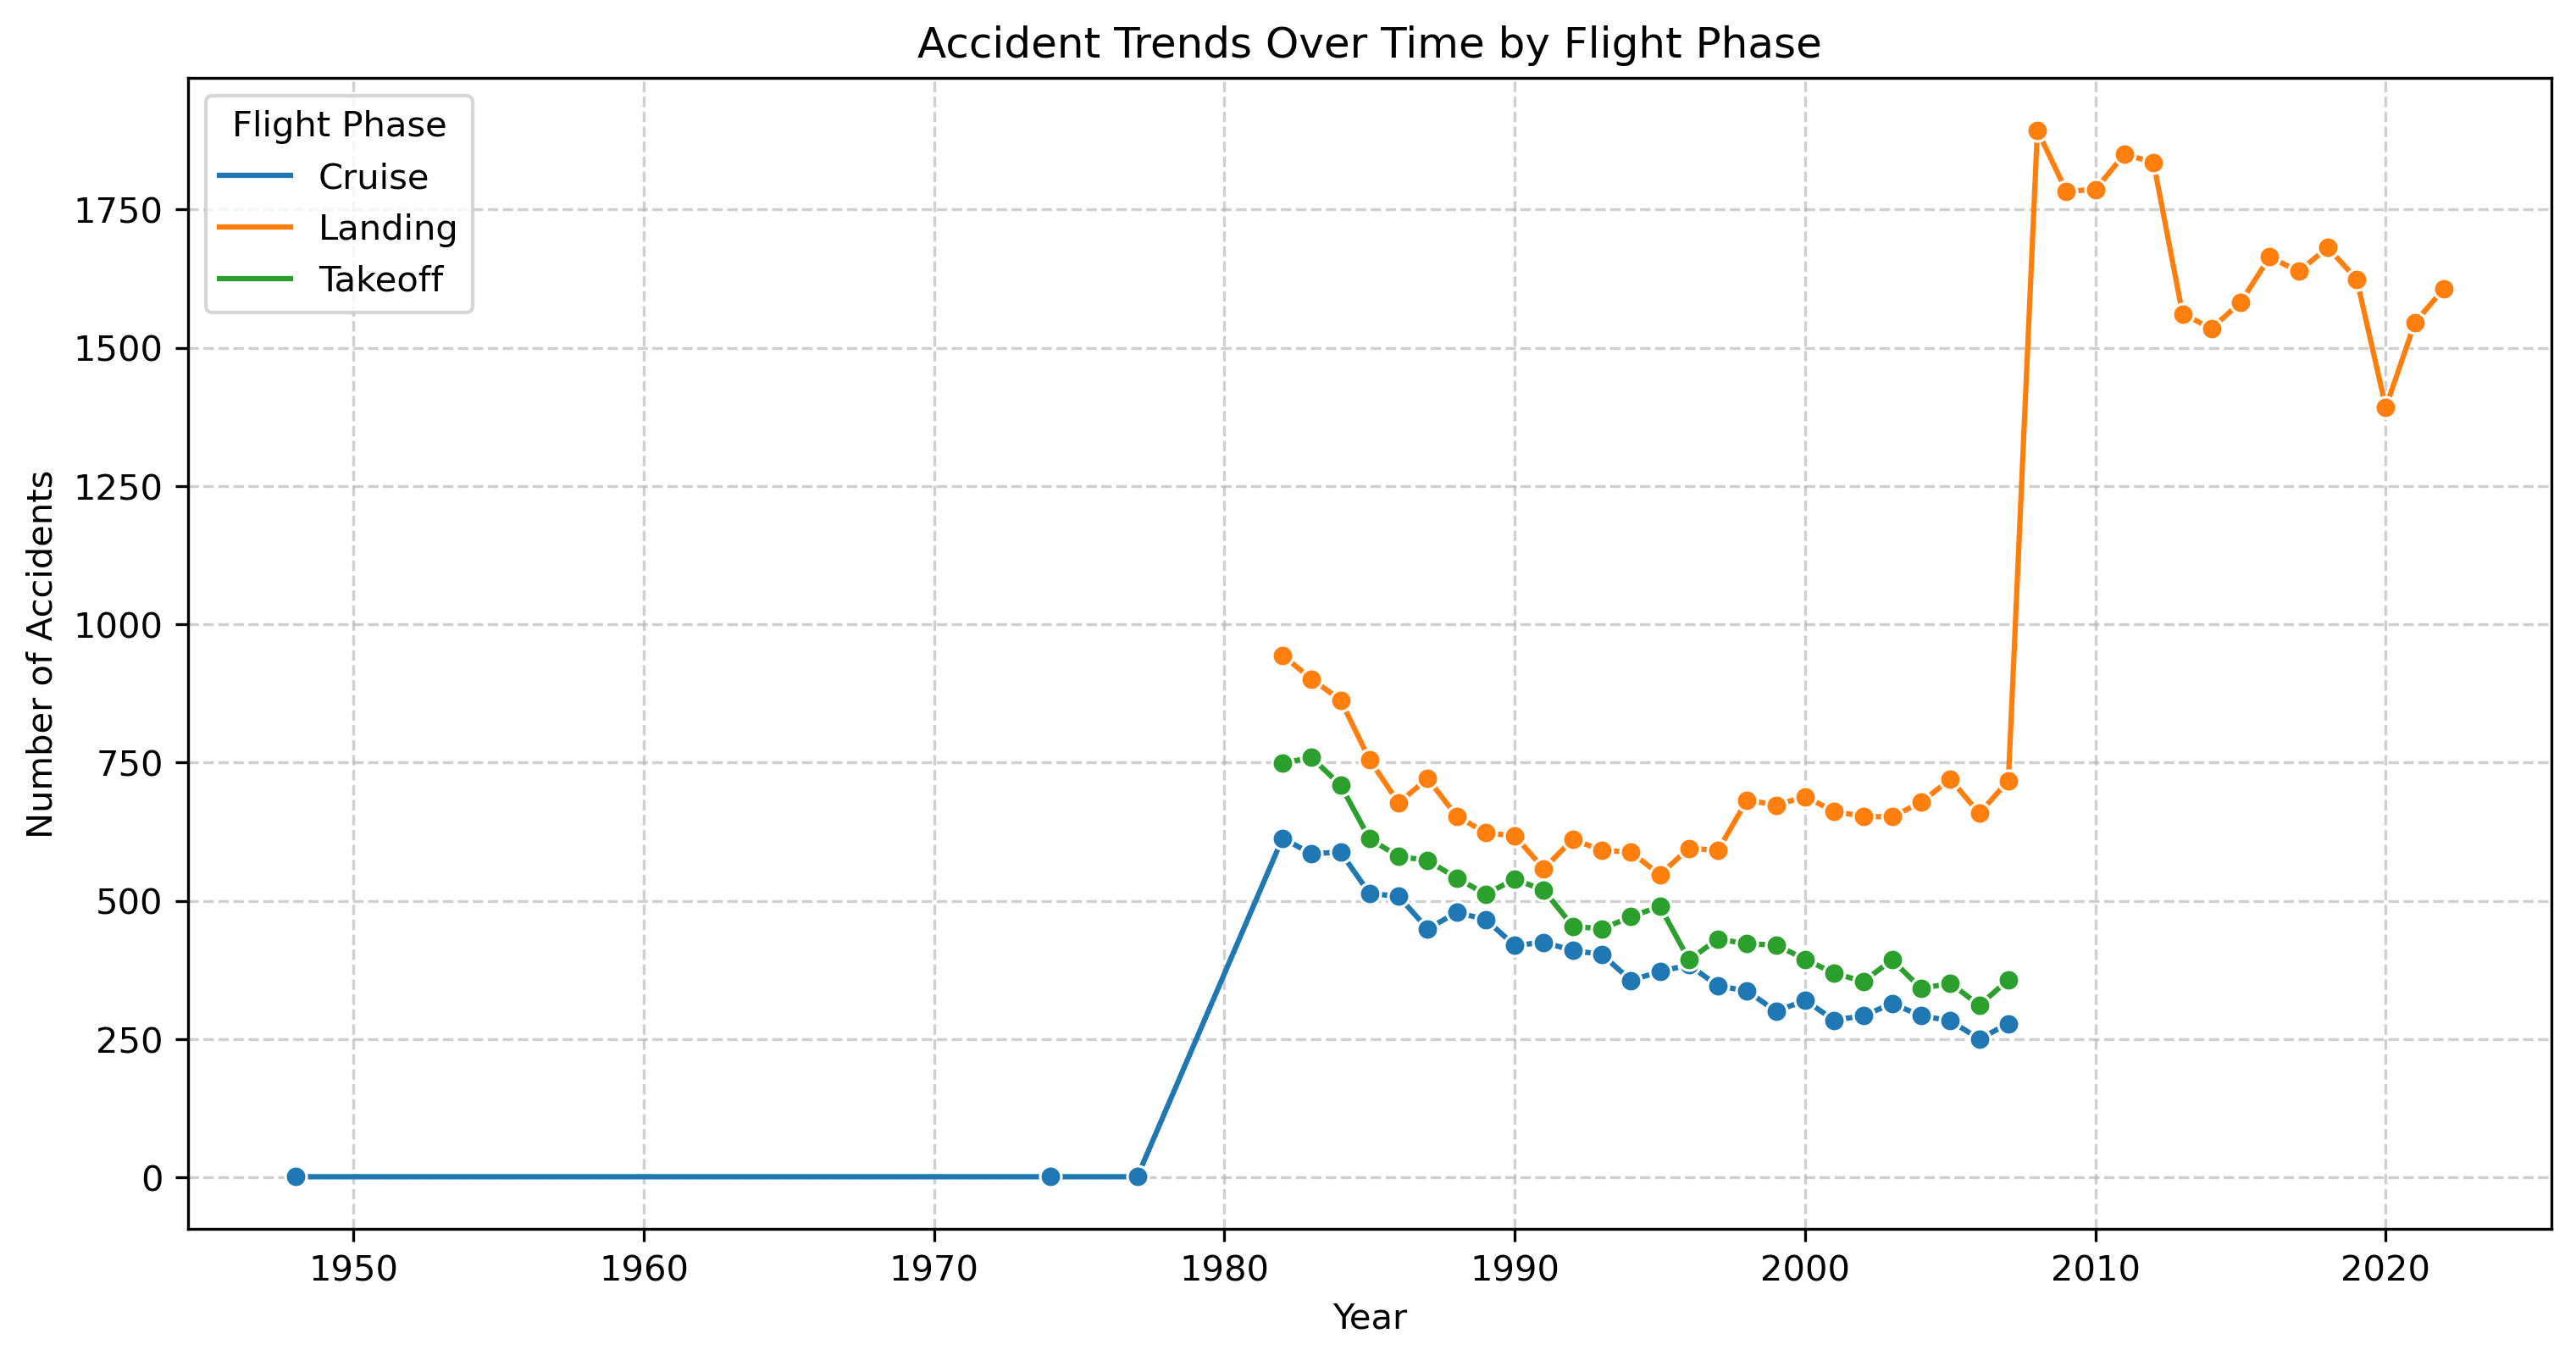 Accident Trends Over Time by Flight Phase
Flight Phase
Cruise
Landing
Takeoff
Number of Accidents
1750
1500
1250
1000
750
500
250
0
1950 1960 1970 1980 1990 2000 2010 2020
Year